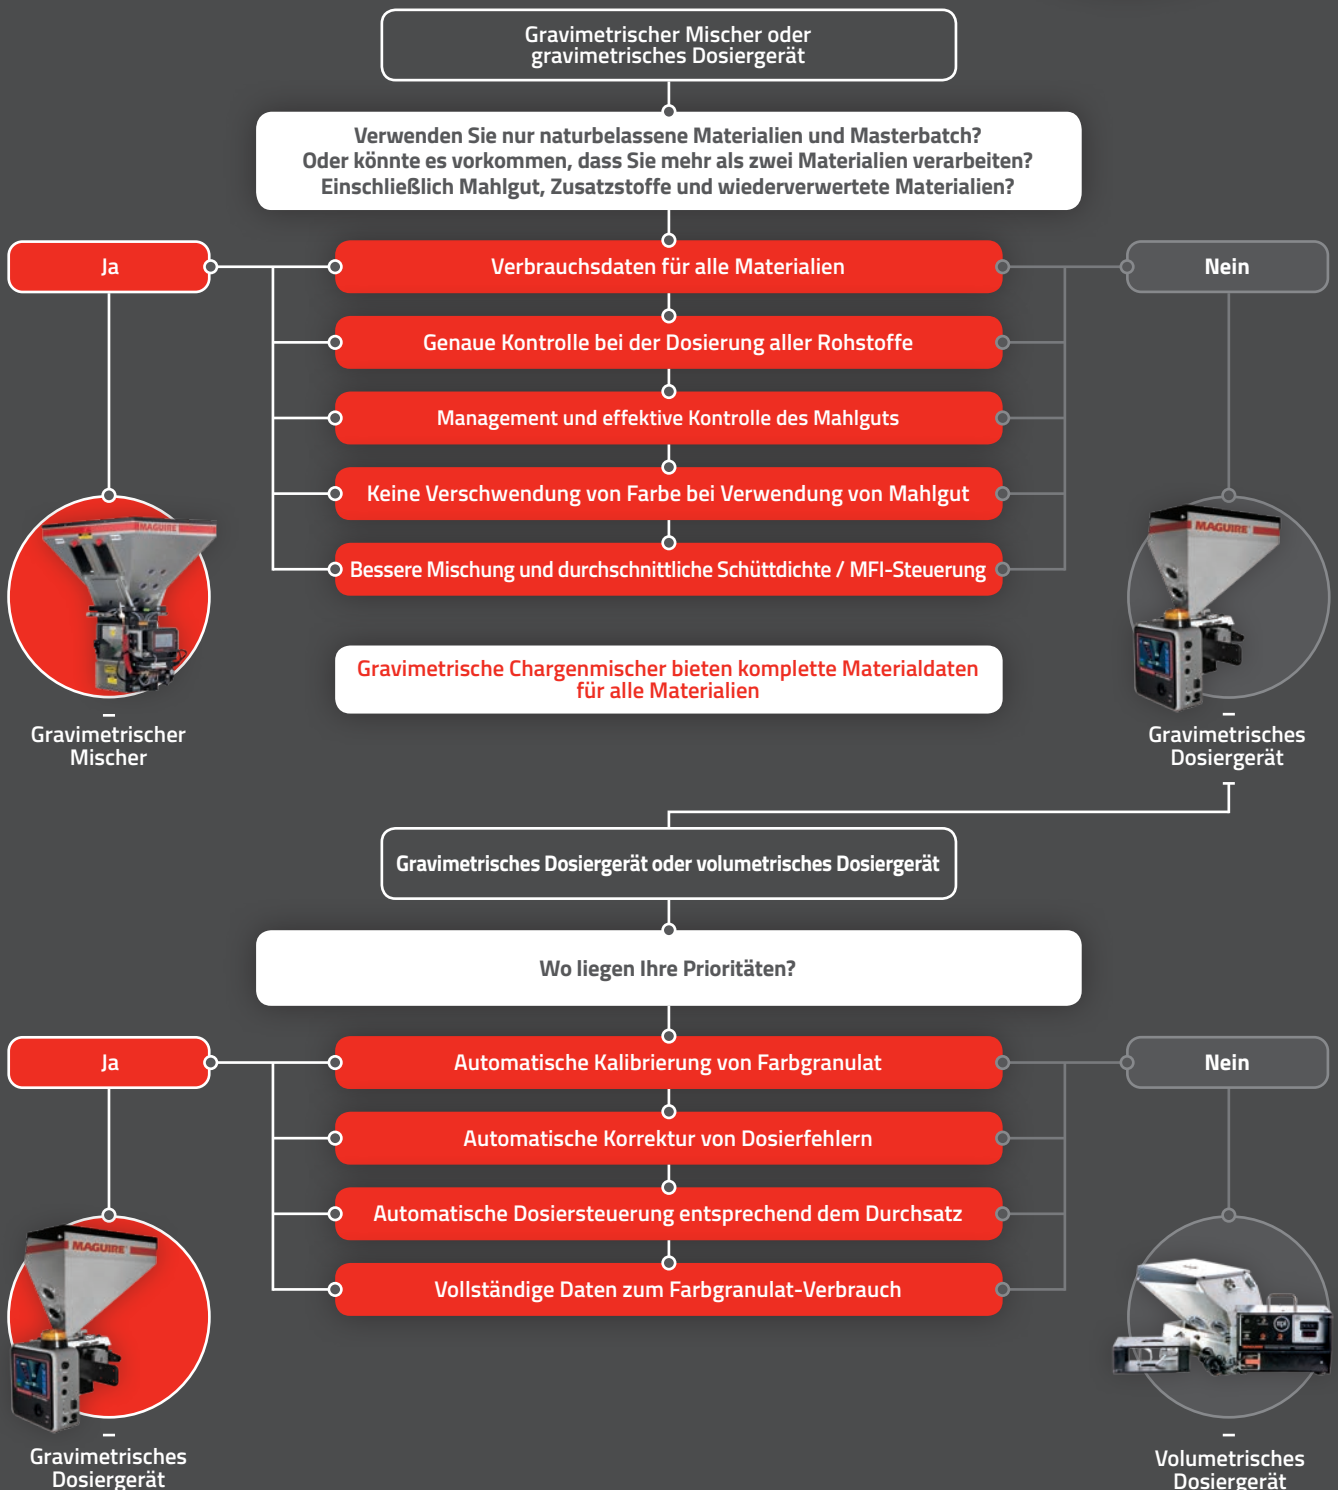 Gravimetrischer Mischer oder
gravimetrisches Dosiergerät
Verwenden Sie nur naturbelassene Materialien und Masterbatch?
Oder könnte es vorkommen, dass Sie mehr als zwei Materialien verarbeiten?
Einschließlich Mahlgut, Zusatzstoffe und wiederverwertete Materialien?
Ja
Verbrauchsdaten für alle Materialien
Nein
Genaue Kontrolle bei der Dosierung aller Rohstoffe
Management und effektive Kontrolle des Mahlguts
Keine Verschwendung von Farbe bei Verwendung von Mahlgut
Bessere Mischung und durchschnittliche Schüttdichte / MFI-Steuerung
MAGUIRE
MAGUIRE
Gravimetrische Chargenmischer bieten komplette Materialdaten
für alle Materialien
–
Gravimetrischer
Mischer
–
Gravimetrisches
Dosiergerät
Gravimetrisches Dosiergerät oder volumetrisches Dosiergerät
Wo liegen Ihre Prioritäten?
Ja
Automatische Kalibrierung von Farbgranulat
Nein
Automatische Korrektur von Dosierfehlern
Automatische Dosiersteuerung entsprechend dem Durchsatz
Vollständige Daten zum Farbgranulat-Verbrauch
MAGUIRE
–
Gravimetrisches
Dosiergerät
–
Volumetrisches
Dosiergerät